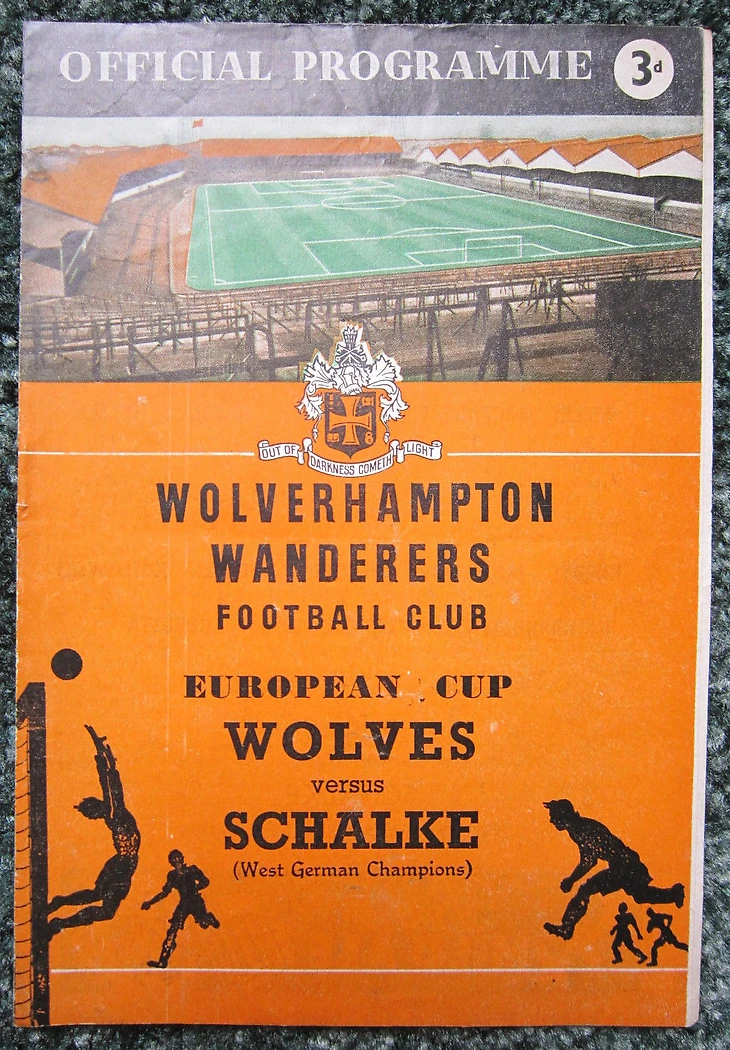 OFFICIAL PROGRAMME 3d
OUT OF DARKNESS COMETH LIGHT
WOLVERHAMPTON
WANDERERS
FOOTBALL CLUB
EUROPEAN CUP
WOLVES
versus
SCHALKE
(West German Champions)